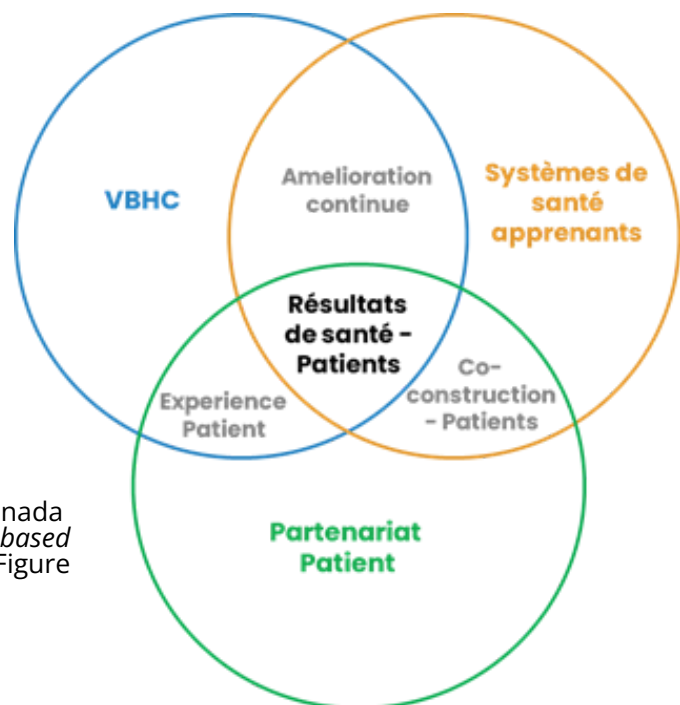 VBHC
Amelioration
continue
Systèmes de
santé
apprenants
Résultats
de santé -
Patients
Experience
Patient
Co-
construction
- Patients
Partenariat
Patient
nada
based
Figure